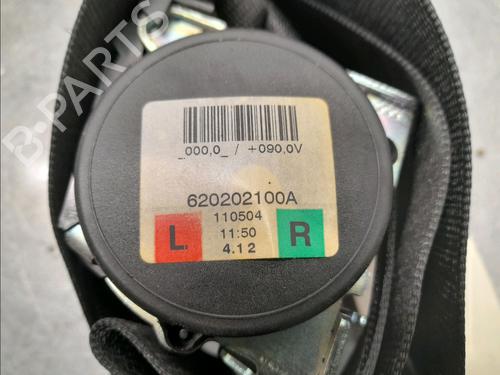 B-PARTS
_000,0_ / +090,0V
620202100A
L 110504 R
11:50
4.12